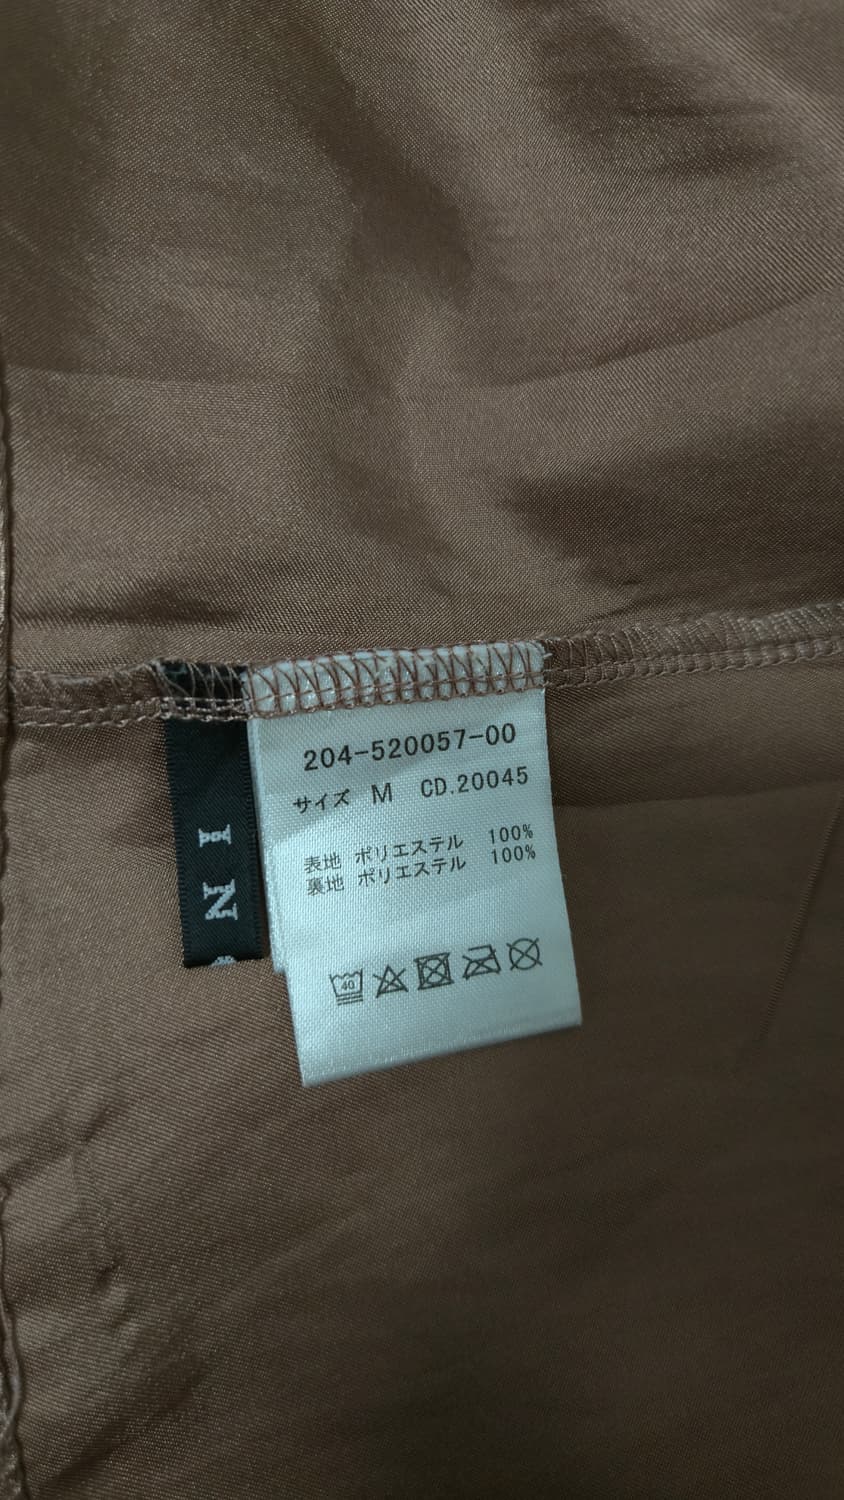 204-520057-00
サイズ M CD.20045
表地 ポリエステル 100%
裏地 ポリエステル 100%
40
I N